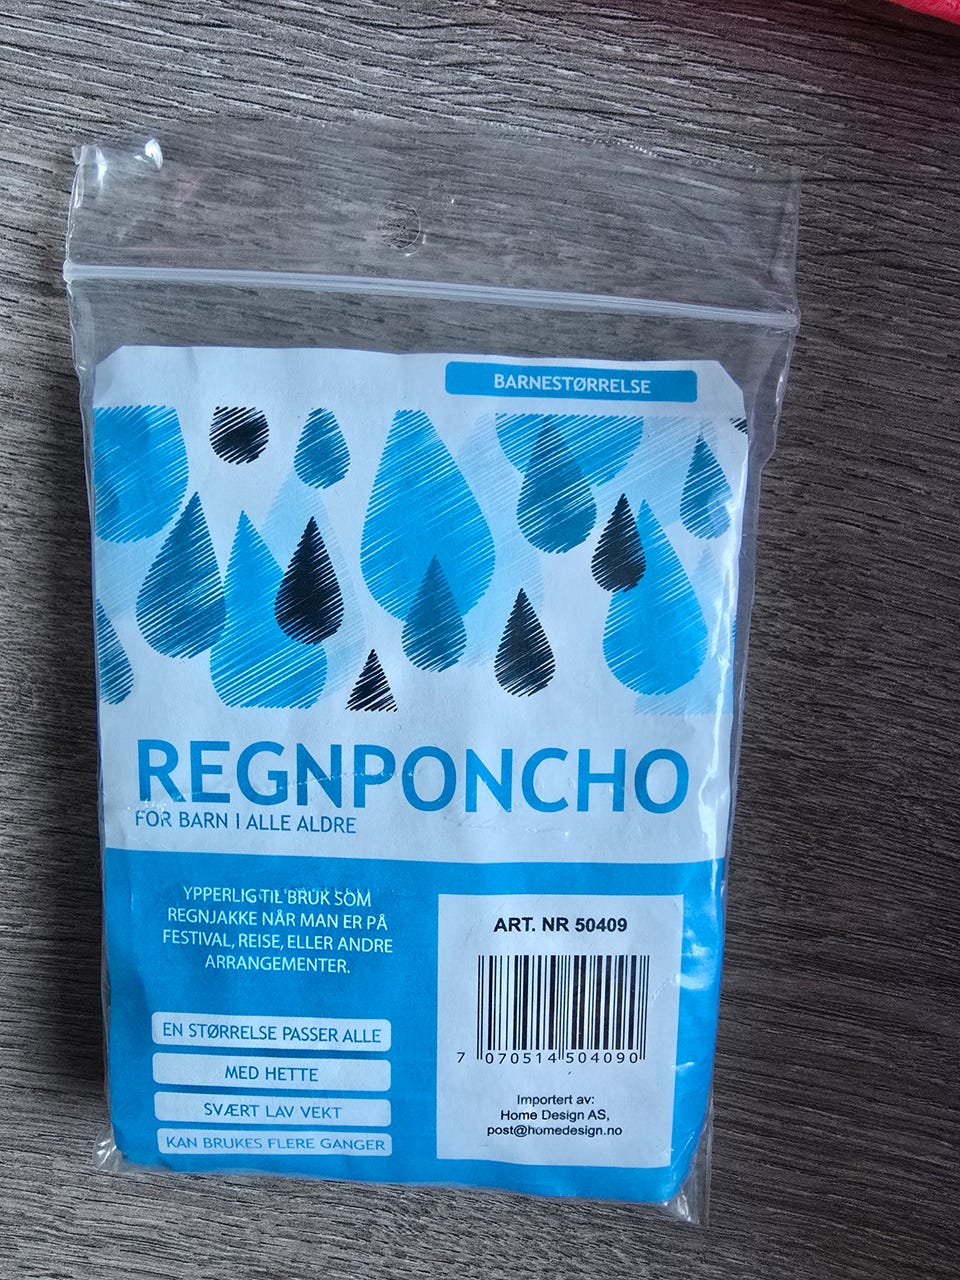 BARNESTØRRELSE
REGNPONCHO
FOR BARN I ALLE ALDRE
YPPERLIG TIL BRUK SOM
REGNJAKKE NÅR MAN ER PÅ
FESTIVAL, REISE, ELLER ANDRE
ARRANGEMENTER.
EN STØRRELSE PASSER ALLE
MED HETTE
SVÆRT LAV VEKT
KAN BRUKES FLERE GANGER
ART. NR 50409
7 070514 504090
Importert av:
Home Design AS,
post@homedesign.no